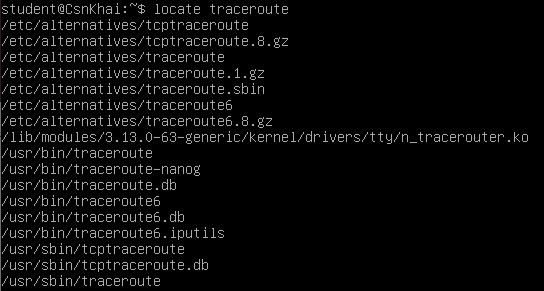 student@CsnKhai:~$ locate traceroute
/etc/alternatives/tcptraceroute
/etc/alternatives/tcptraceroute.8.gz
/etc/alternatives/traceroute
/etc/alternatives/traceroute.1.gz
/etc/alternatives/traceroute.sbin
/etc/alternatives/traceroute6
/etc/alternatives/traceroute6.8.gz
/lib/modules/3.13.0-63-generic/kernel/drivers/tty/n_tracerouter.ko
/usr/bin/traceroute
/usr/bin/traceroute-nanog
/usr/bin/traceroute.db
/usr/bin/traceroute6
/usr/bin/traceroute6.db
/usr/bin/traceroute6.iputils
/usr/sbin/tcptraceroute
/usr/sbin/tcptraceroute.db
/usr/sbin/traceroute